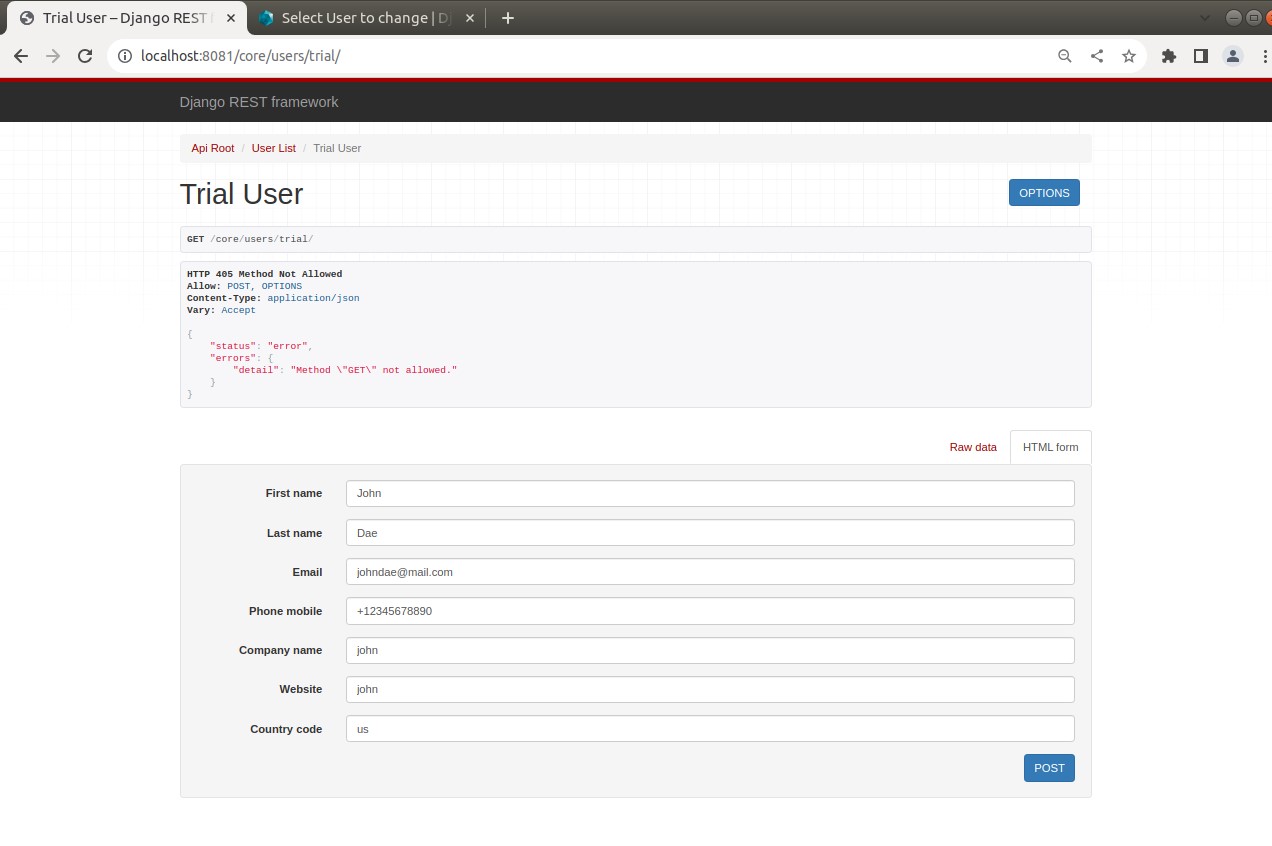 Trial User – Django REST f
Select User to change | Dj
localhost:8081/core/users/trial/
Django REST framework
Api Root / User List / Trial User
Trial User
OPTIONS
GET /core/users/trial/
HTTP 405 Method Not Allowed
Allow: POST, OPTIONS
Content-Type: application/json
Vary: Accept
{
"status": "error",
"errors": {
"detail": "Method \"GET\" not allowed."
}
}
Raw data
HTML form
First name John
Last name Dae
Email johndae@mail.com
Phone mobile +12345678890
Company name john
Website john
Country code us
POST